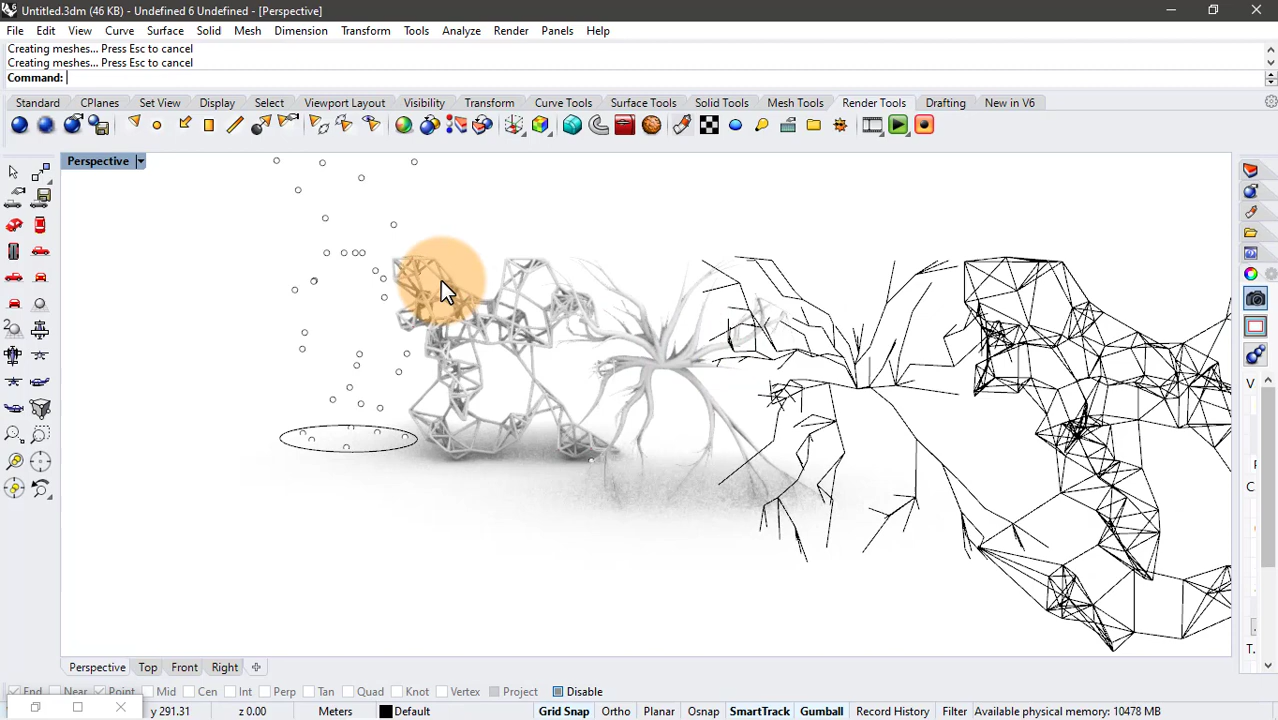 Untitled.3dm (46 KB) - Undefined 6 Undefined - [Perspective]
File Edit View Curve Surface Solid Mesh Dimension Transform Tools Analyze Render Panels Help
Creating meshes... Press Esc to cancel
Creating meshes... Press Esc to cancel
Command:
Standard CPlanes Set View Display Select Viewport Layout Visibility Transform Curve Tools Surface Tools Solid Tools Mesh Tools Render Tools Drafting New in V6
Perspective
V
P
C
T.
Perspective Top Front Right
End Near Point Mid Cen Int Perp Tan Quad Knot Vertex Project Disable
y 291.31 z 0.00 Meters Default Grid Snap Ortho Planar Osnap SmartTrack Gumball Record History Filter Available physical memory: 10478 MB